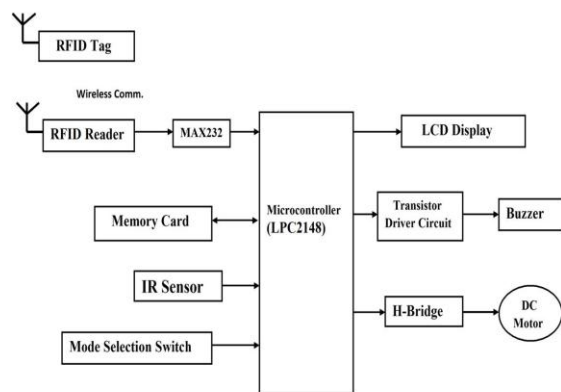 RFID Tag
Wireless Comm.
RFID Reader
MAX232
LCD Display
Microcontroller
(LPC2148)
Transistor
Driver Circuit
Buzzer
Memory Card
IR Sensor
H-Bridge
DC
Motor
Mode Selection Switch